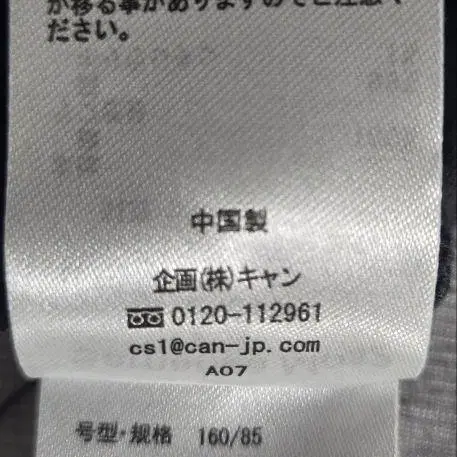 が移る事がありますのでご注意く
ださい。
中国製
企画(株)キャン
0120-112961
cs1@can-jp.com
A07
号型・规格 160/85